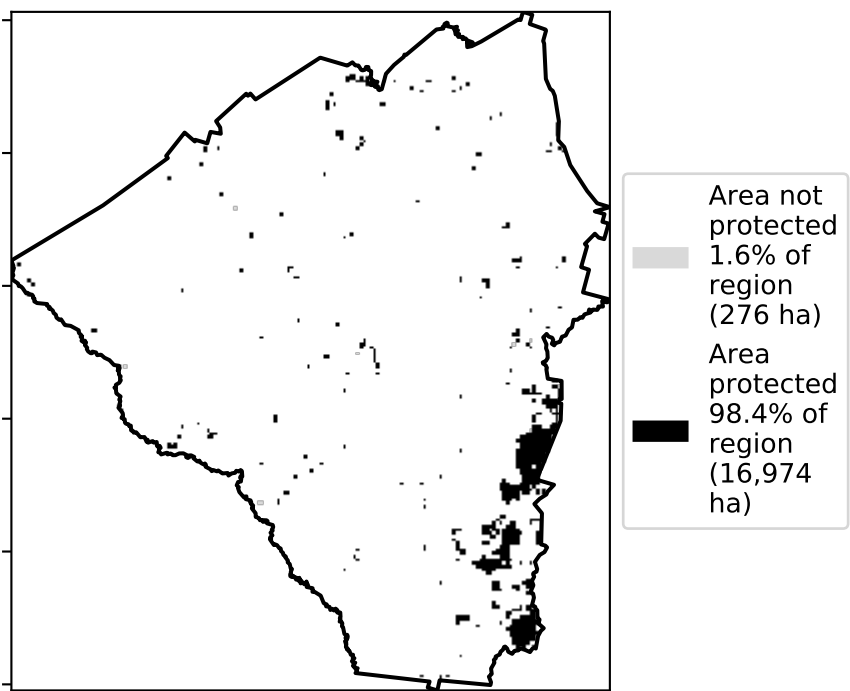 Area not
protected
1.6% of
region
(276 ha)
Area
protected
98.4% of
region
(16,974
ha)